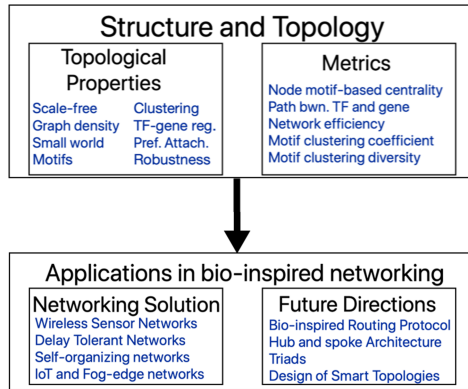 Structure and Topology
Topological
Properties
Scale-free
Graph density
Small world
Motifs
Clustering
TF-gene reg.
Pref. Attach.
Robustness
Metrics
Node motif-based centrality
Path bwn. TF and gene
Network efficiency
Motif clustering coefficient
Motif clustering diversity
Applications in bio-inspired networking
Networking Solution
Wireless Sensor Networks
Delay Tolerant Networks
Self-organizing networks
IoT and Fog-edge networks
Future Directions
Bio-inspired Routing Protocol
Hub and spoke Architecture
Triads
Design of Smart Topologies